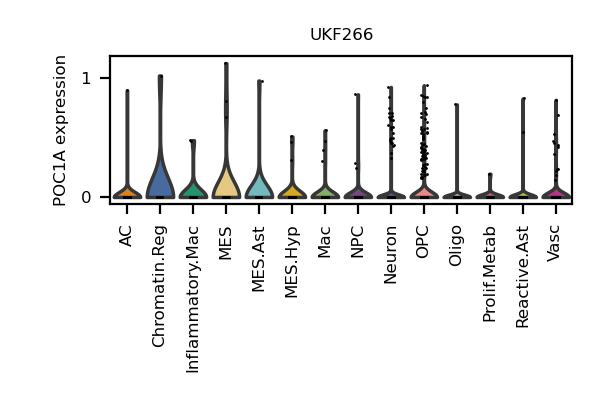 UKF266
POC1A expression
1
0
AC
Chromatin.Reg
Inflammatory.Mac
MES
MES.Ast
MES.Hyp
Mac
NPC
Neuron
OPC
Oligo
Prolif.Metab
Reactive.Ast
Vasc